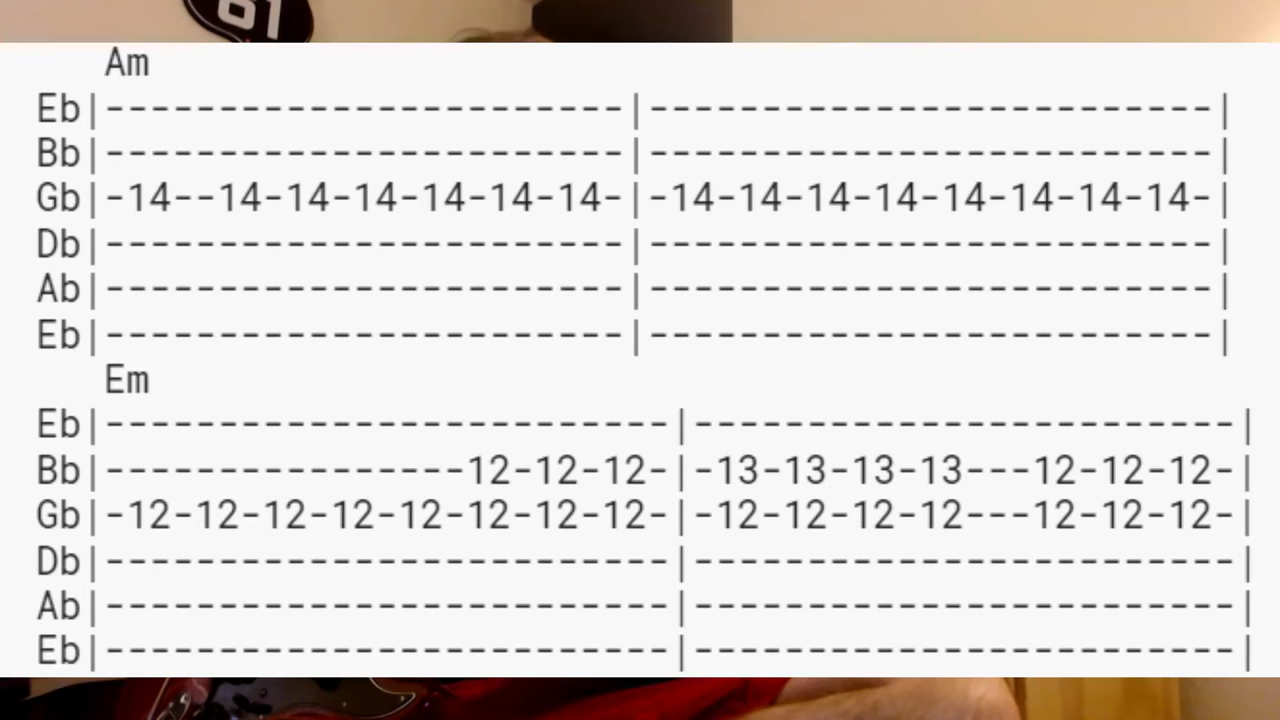 61
Am
Eb|-----------------------|-------------------------|
Bb|-----------------------|-------------------------|
Gb|-14--14-14-14-14-14-14-|-14-14-14-14-14-14-14-14-|
Db|-----------------------|-------------------------|
Ab|-----------------------|-------------------------|
Eb|-----------------------|-------------------------|
Em
Eb|-------------------------|------------------------|
Bb|----------------12-12-12-|-13-13-13-13---12-12-12-|
Gb|-12-12-12-12-12-12-12-12-|-12-12-12-12---12-12-12-|
Db|-------------------------|------------------------|
Ab|-------------------------|------------------------|
Eb|-------------------------|------------------------|